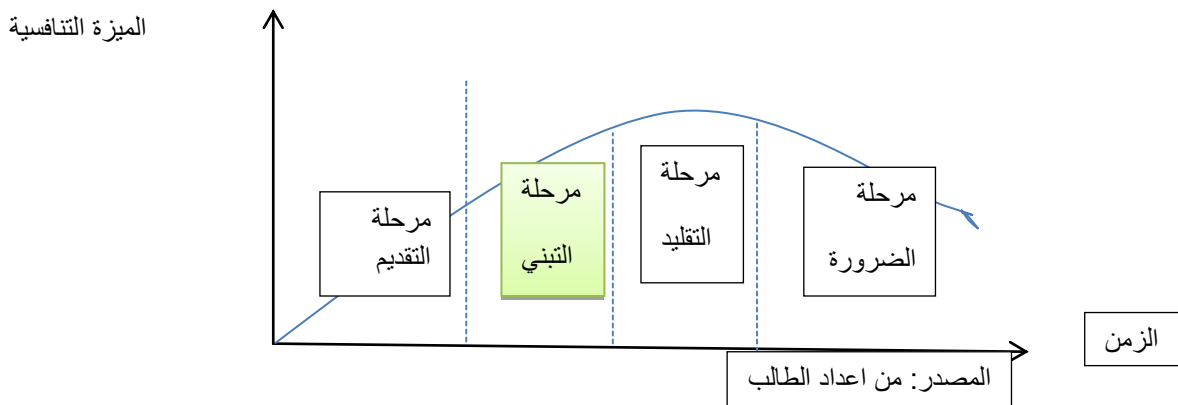 الميزة التنافسية
مرحلة
التقديم
مرحلة
التبني
مرحلة
التقليد
مرحلة
الضرورة
الزمن
المصدر: من اعداد الطالب